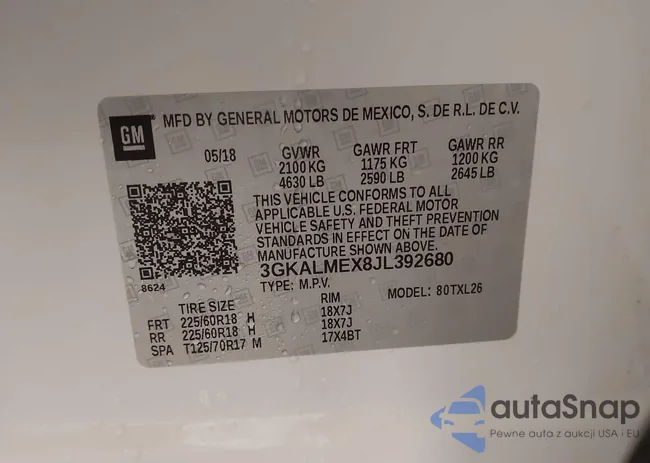 GM
MFD BY GENERAL MOTORS DE MEXICO, S. DE R.L. DE C.V.
05/18 GVWR GAWR FRT GAWR RR
2100 KG 1175 KG 1200 KG
4630 LB 2590 LB 2645 LB
THIS VEHICLE CONFORMS TO ALL
APPLICABLE U.S. FEDERAL MOTOR
VEHICLE SAFETY AND THEFT PREVENTION
STANDARDS IN EFFECT ON THE DATE OF
MANUFACTURE SHOWN ABOVE.
8624
3GKALMEX8JL392680
TYPE: M.P.V. MODEL: 80TXL26
TIRE SIZE RIM
FRT 225/60R18 H 18X7J
RR 225/60R18 H 18X7J
SPA T125/70R17 M 17X4BT
autaSnap
Pewne auta z aukcji USA i EU